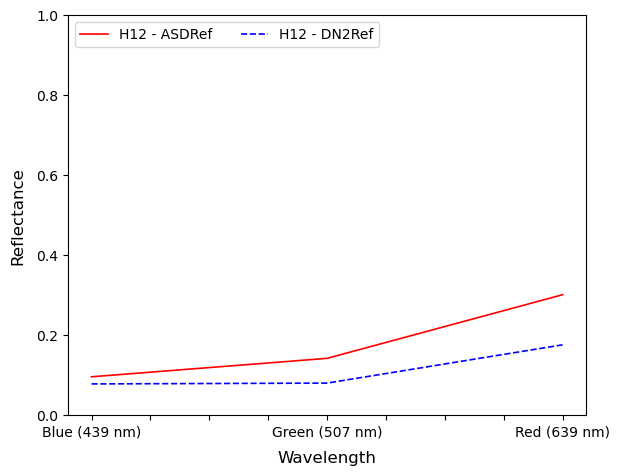 H12 - ASDRef H12 - DN2Ref
1.0
0.8
0.6
0.4
0.2
0.0
Reflectance
Blue (439 nm) Green (507 nm) Red (639 nm)
Wavelength